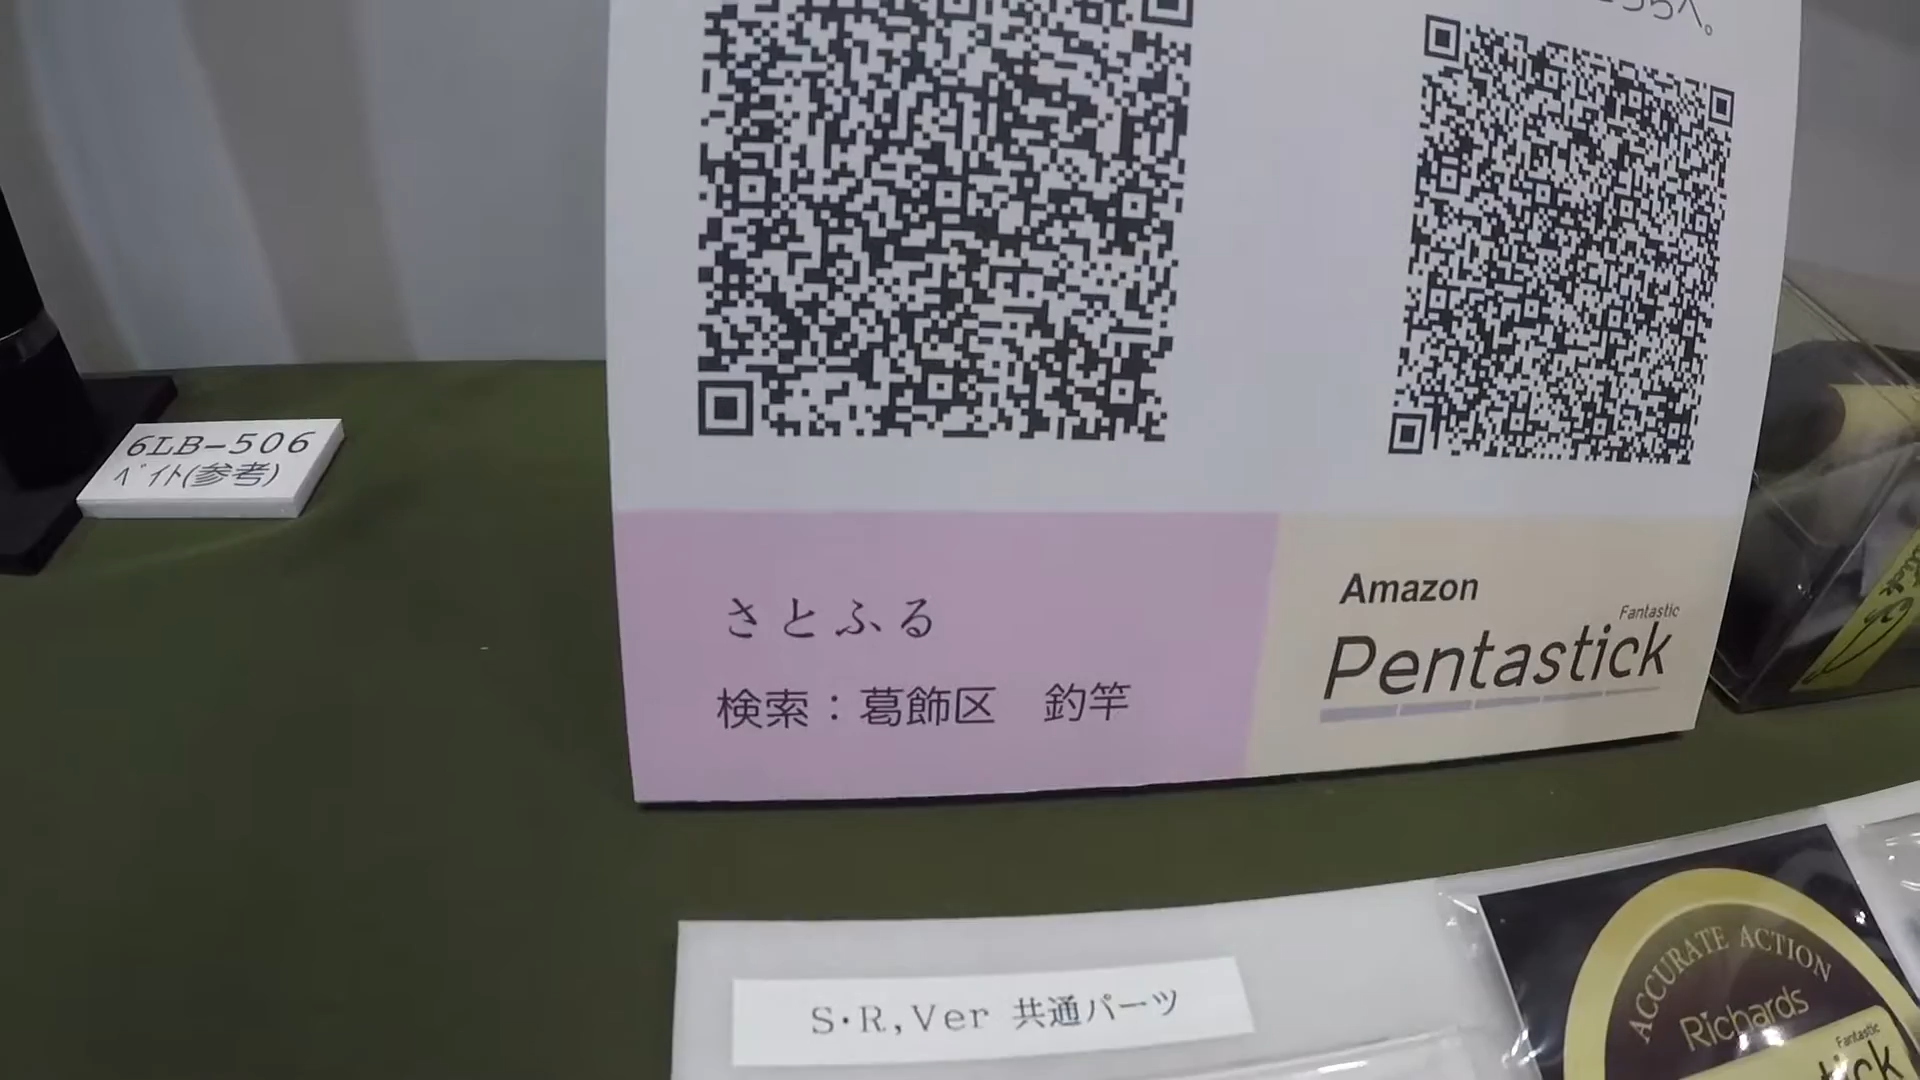 6LB-506
ベイト(参考)
さとふる
検索：葛飾区　釣竿
Amazon
Fantastic
Pentastick
S・R,Ver 共通パーツ
ACCURATE ACTION
Richards
Fantastic